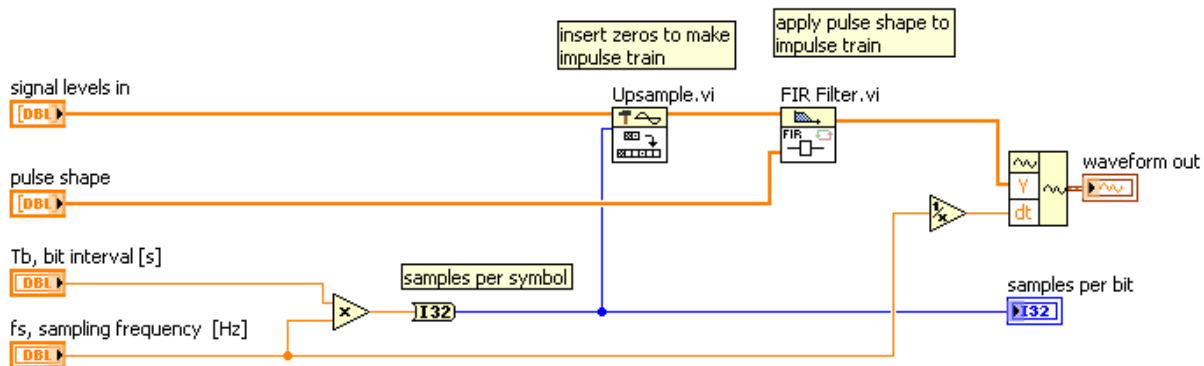 insert zeros to make
impulse train
apply pulse shape to
impulse train
signal levels in
[DBL]
Upsample.vi
FIR Filter.vi
FIR
pulse shape
[DBL]
waveform out
Y
dt
1/x
Tb, bit interval [s]
DBL
samples per symbol
x
I32
samples per bit
I32
fs, sampling frequency [Hz]
DBL